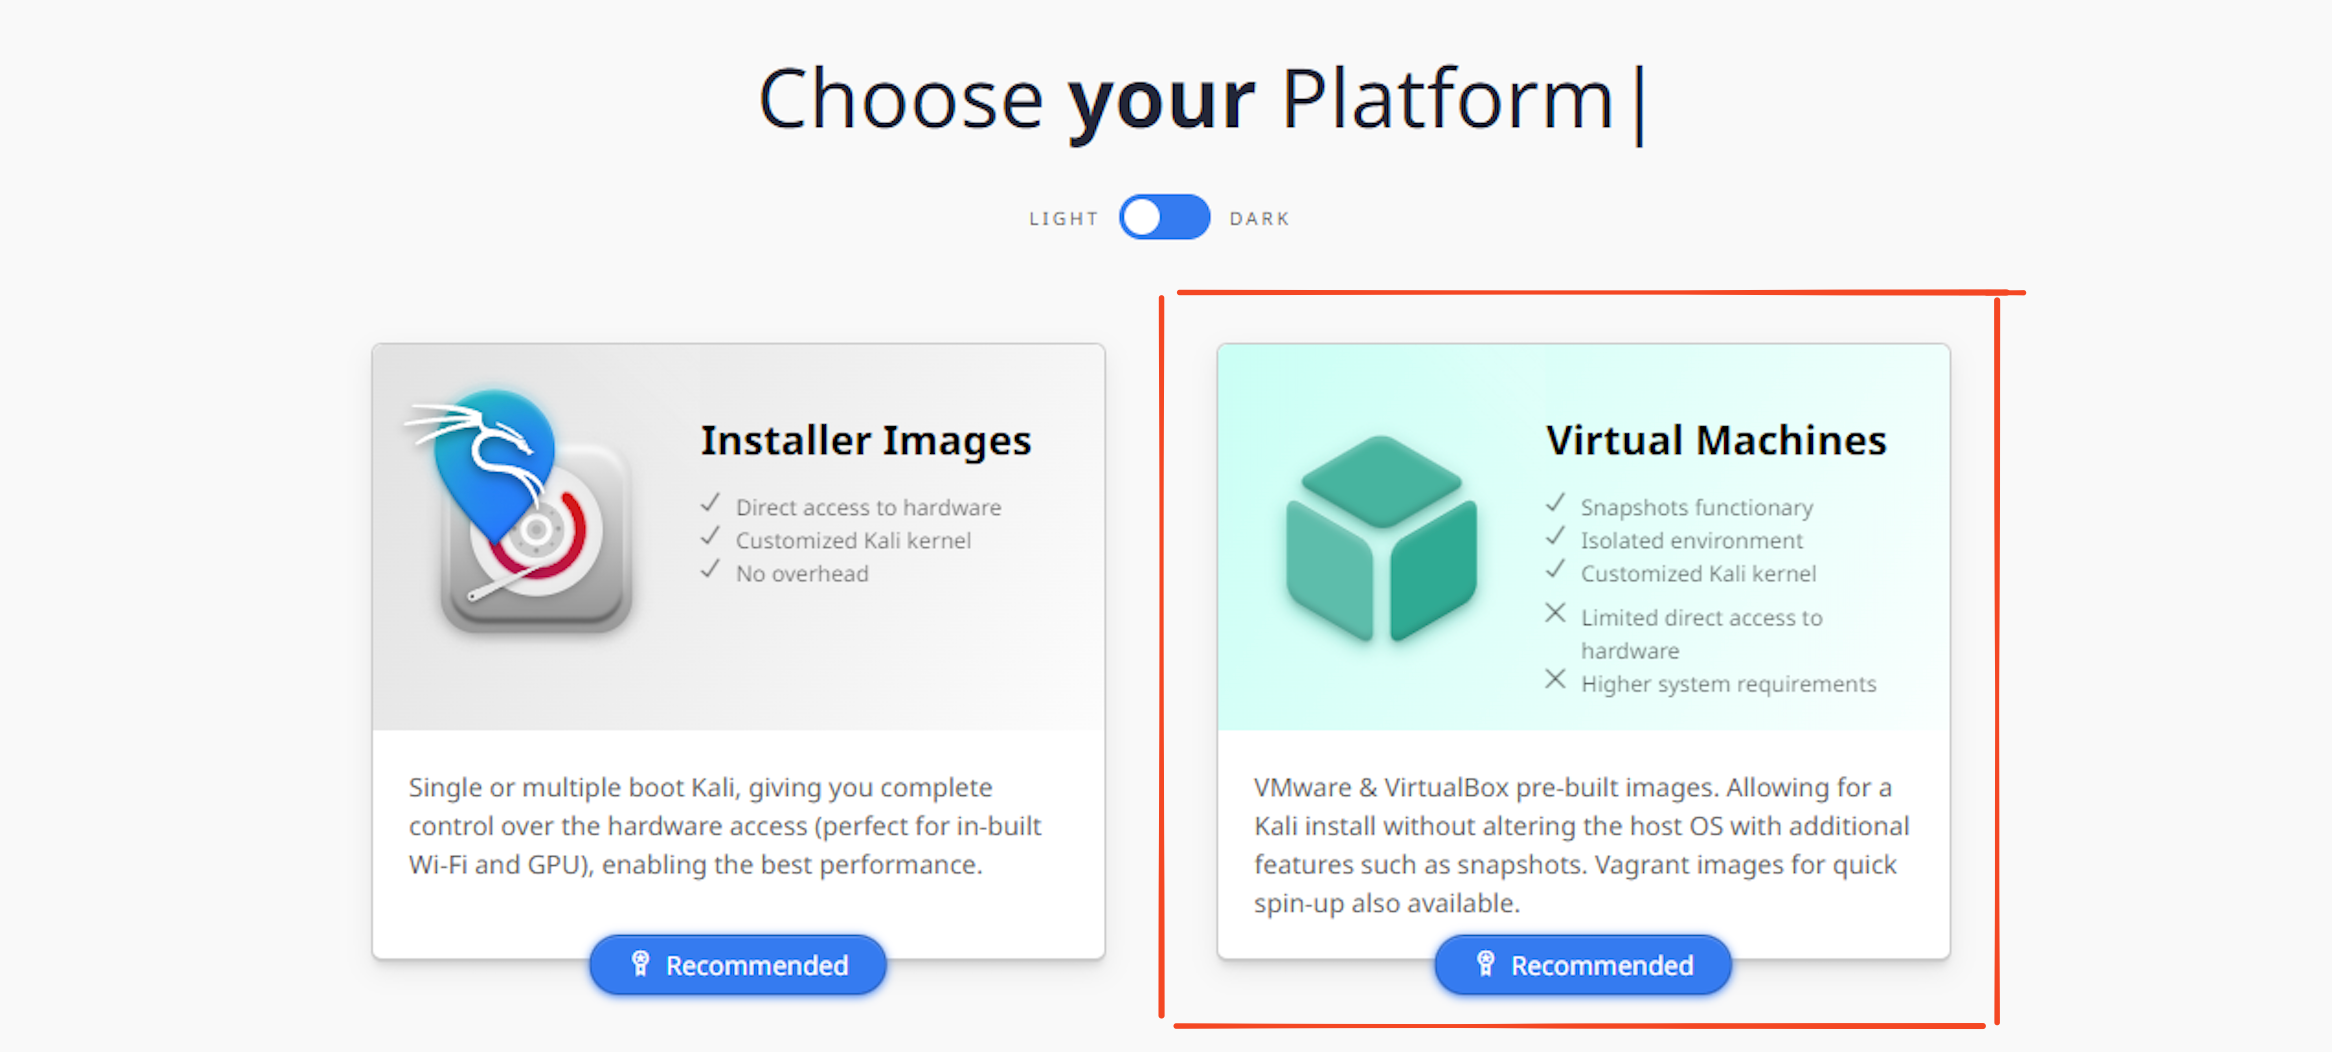 Choose your Platform|
LIGHT DARK
Installer Images
Direct access to hardware
Customized Kali kernel
No overhead
Single or multiple boot Kali, giving you complete
control over the hardware access (perfect for in-built
Wi-Fi and GPU), enabling the best performance.
Recommended
Virtual Machines
Snapshots functionary
Isolated environment
Customized Kali kernel
Limited direct access to
hardware
Higher system requirements
VMware & VirtualBox pre-built images. Allowing for a
Kali install without altering the host OS with additional
features such as snapshots. Vagrant images for quick
spin-up also available.
Recommended